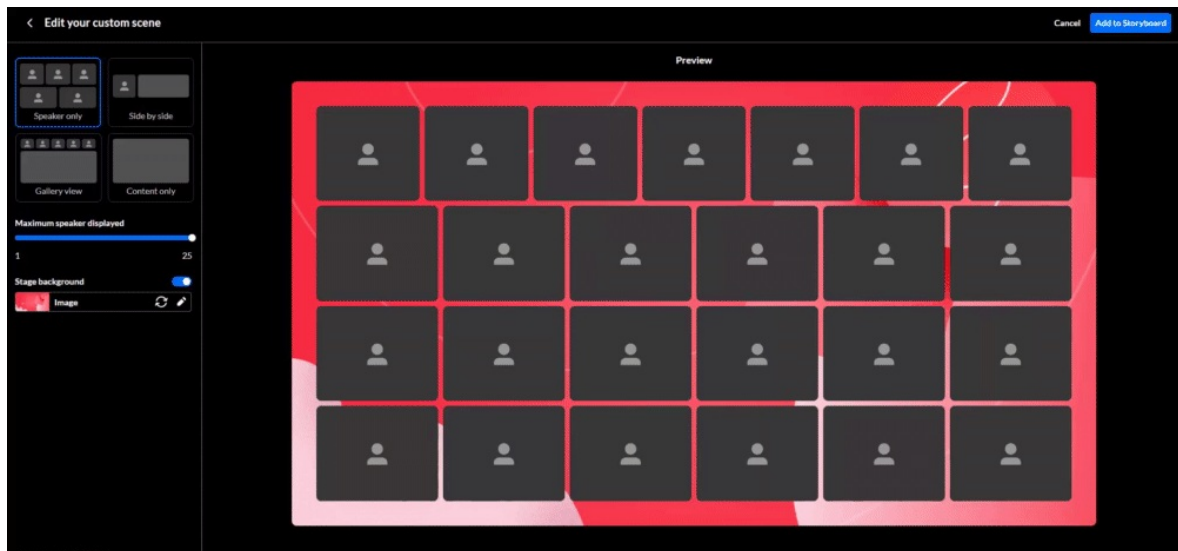 Edit your custom scene
Cancel
Add to Storyboard
Preview
Speaker only
Side by side
Gallery view
Content only
Maximum speaker displayed
1
25
Stage background
Image